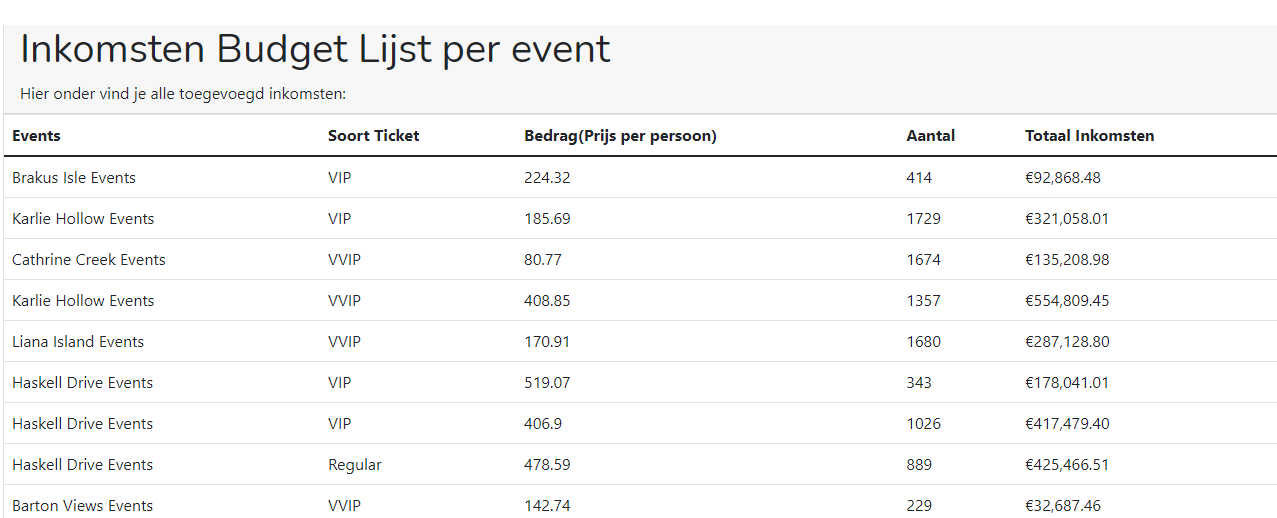 Inkomsten Budget Lijst per event
Hier onder vind je alle toegevoegd inkomsten:
Events Soort Ticket Bedrag(Prijs per persoon) Aantal Totaal Inkomsten
Brakus Isle Events VIP 224.32 414 €92,868.48
Karlie Hollow Events VIP 185.69 1729 €321,058.01
Cathrine Creek Events VVIP 80.77 1674 €135,208.98
Karlie Hollow Events VVIP 408.85 1357 €554,809.45
Liana Island Events VVIP 170.91 1680 €287,128.80
Haskell Drive Events VIP 519.07 343 €178,041.01
Haskell Drive Events VIP 406.9 1026 €417,479.40
Haskell Drive Events Regular 478.59 889 €425,466.51
Barton Views Events VVIP 142.74 229 €32,687.46